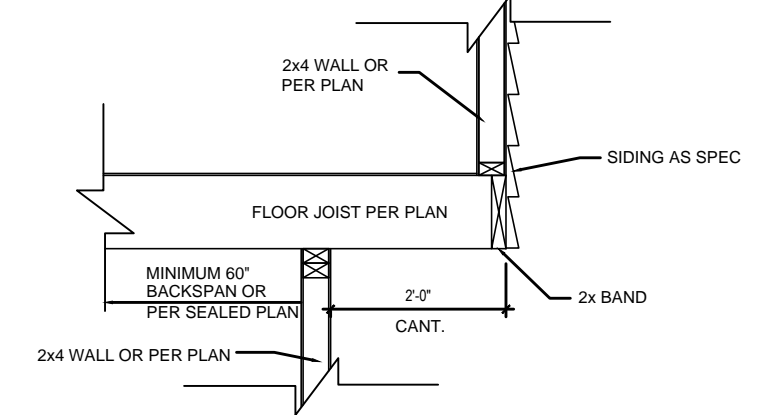 2x4 WALL OR
PER PLAN
SIDING AS SPEC
FLOOR JOIST PER PLAN
MINIMUM 60"
BACKSPAN OR
PER SEALED PLAN
2'-0"
CANT.
2x BAND
2x4 WALL OR PER PLAN